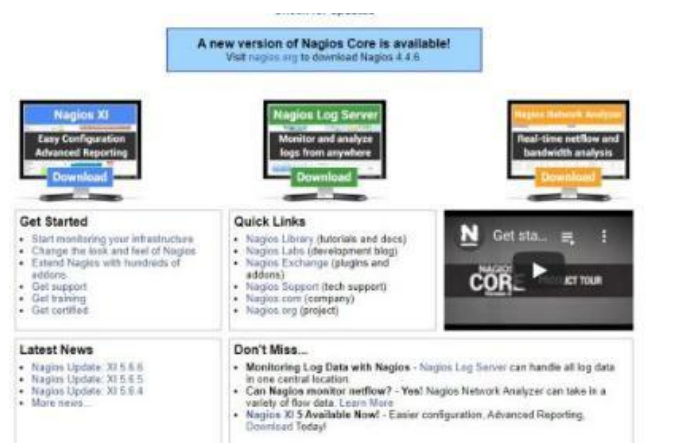 A new version of Nagios Core is available!
Visit nagios.org to download Nagios 4.4.6
Nagios XI
Easy Configuration
Advanced Reporting
Download
Nagios Log Server
Monitor and analyze
logs from anywhere
Download
Nagios Network Analyzer
Real-time netflow and
bandwidth analysis
Download
Get Started
Start monitoring your infrastructure
Change the look and feel of Nagios
Extend Nagios with hundreds of
addons
Get support
Get training
Get certified
Quick Links
Nagios Library (tutorials and docs)
Nagios Labs (development blog)
Nagios Exchange (plugins and
addons)
Nagios Support (tech support)
Nagios.com (company)
Nagios.org (project)
N Get sta...
NAGIOS
CORE
TOUR
Latest News
Nagios Update: XI 5.6.6
Nagios Update: XI 5.6.5
Nagios Update: XI 5.6.4
More news...
Don't Miss...
Monitoring Log Data with Nagios - Nagios Log Server can handle all log data
in one central location
Can Nagios monitor netflow? - Yes! Nagios Network Analyzer can take in a
variety of flow data. Learn More
Nagios XI 5 Available Now! - Easier configuration, Advanced Reporting,
Download Today!